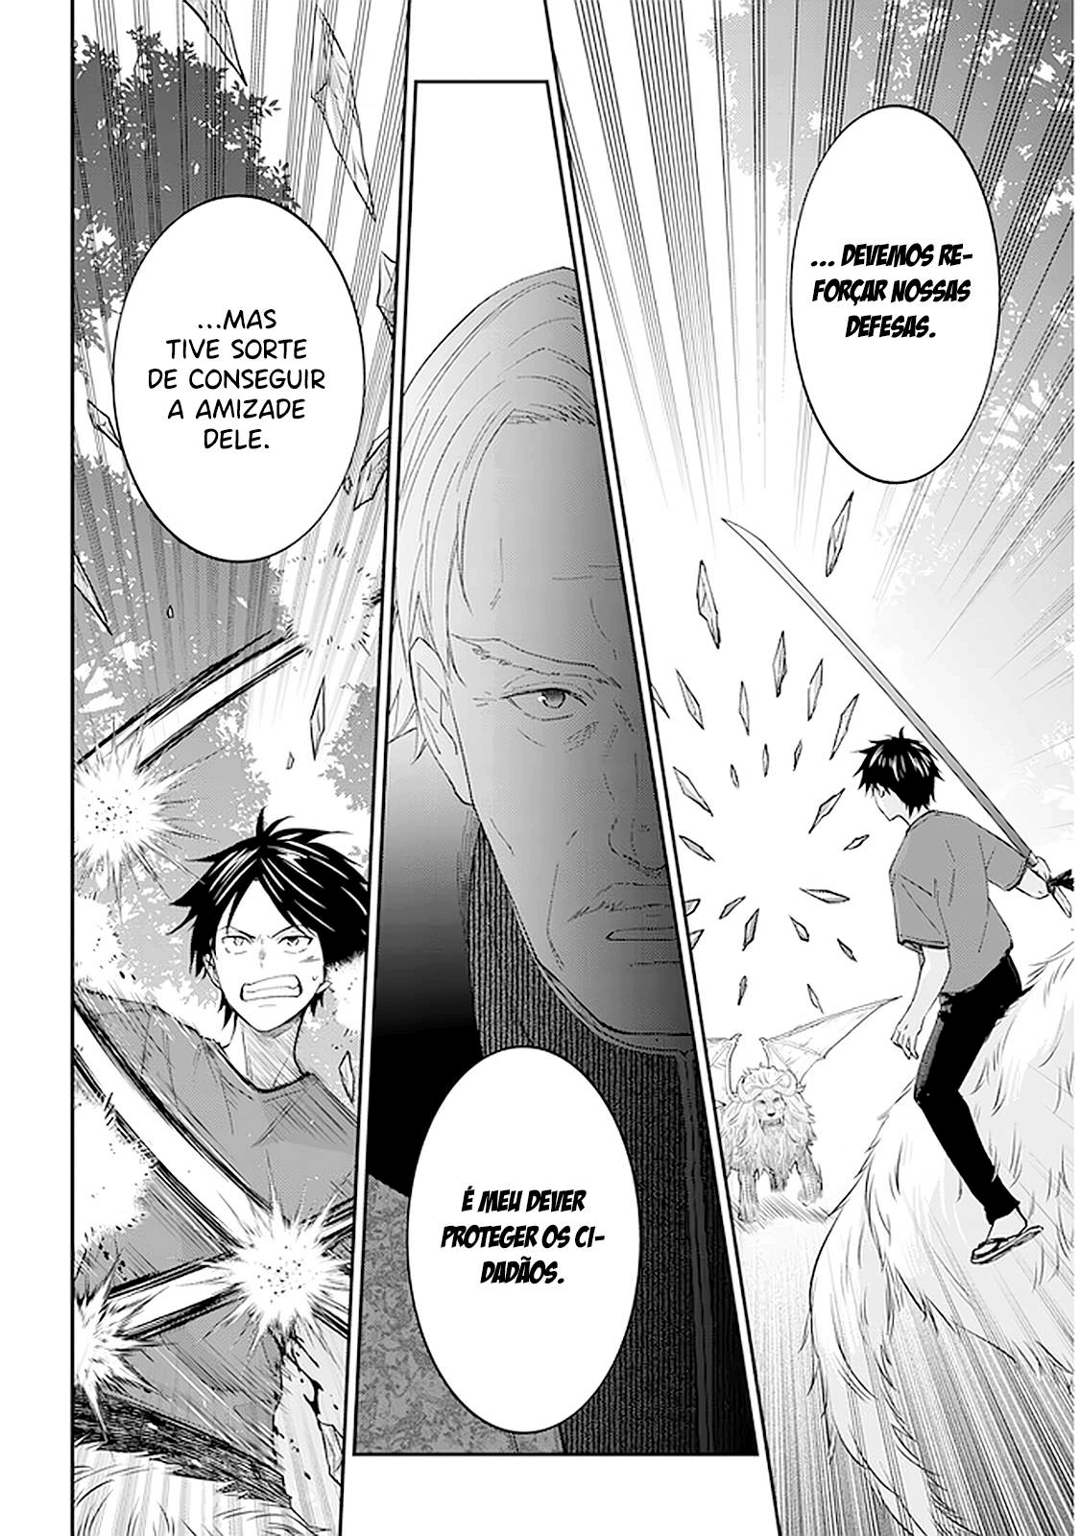 ... DEVEMOS RE-
FORÇAR NOSSAS
DEFESAS.
É MEU DEVER
PROTEGER OS CI-
DADÃOS.
...MAS
TIVE SORTE
DE CONSEGUIR
A AMIZADE
DELE.